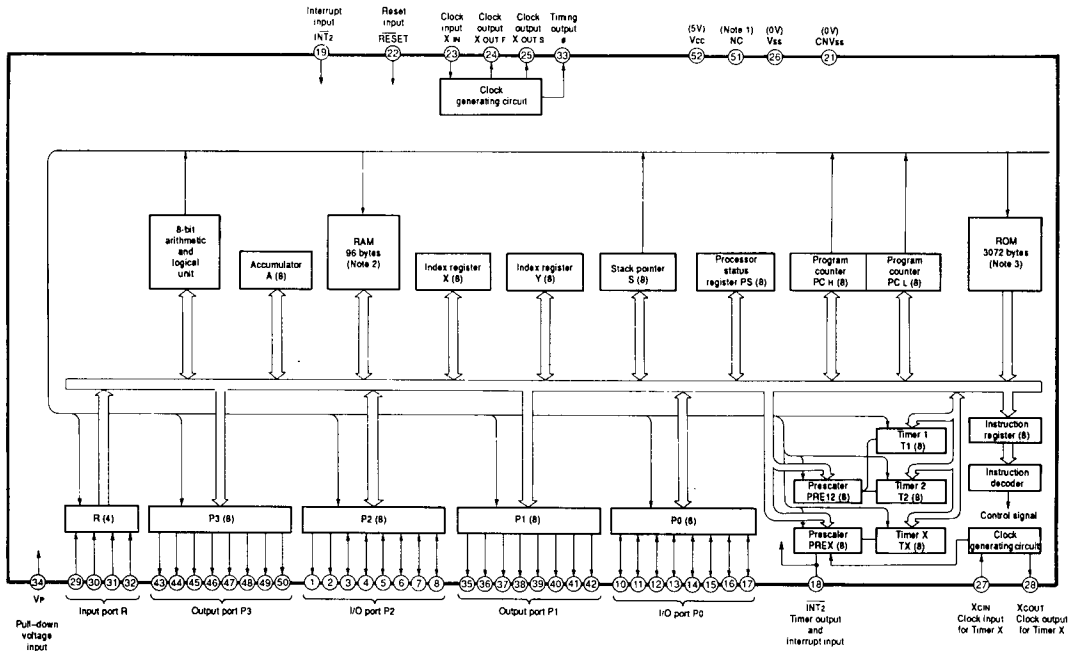 Interrupt
input
INT2
19
Reset
input
RESET
22
Clock
input
X IN
23
Clock
output
X OUT F
24
Clock
output
X OUT S
25
Timing
output
φ
33
(5V)
Vcc
52
(Note 1)
NC
51
(0V)
Vss
26
(0V)
CNVss
21
Clock
generating circuit
8-bit
arithmetic
and
logical
unit
Accumulator
A (8)
RAM
96 bytes
(Note 2)
Index register
X (8)
Index register
Y (8)
Stack pointer
S (8)
Processor
status
register PS (8)
Program
counter
PC H (8)
Program
counter
PC L (8)
ROM
3072 bytes
(Note 3)
Timer 1
T1 (8)
Instruction
register (8)
Prescaler
PRE12 (8)
Timer 2
T2 (8)
Instruction
decoder
Control signal
R (4)
P3 (8)
P2 (8)
P1 (8)
P0 (8)
Prescaler
PREX (8)
Timer X
TX (8)
Clock
generating circuit
34 29 30 31 32 43 44 45 46 47 48 49 50 1 2 3 4 5 6 7 8 35 36 37 38 39 40 41 42 10 11 12 13 14 15 16 17 18 27 28
VP
Pull-down
voltage
input
Input port R
Output port P3
I/O port P2
Output port P1
I/O port P0
INT2
Timer output
and
interrupt input
XCIN
Clock input
for Timer X
XCOUT
Clock output
for Timer X